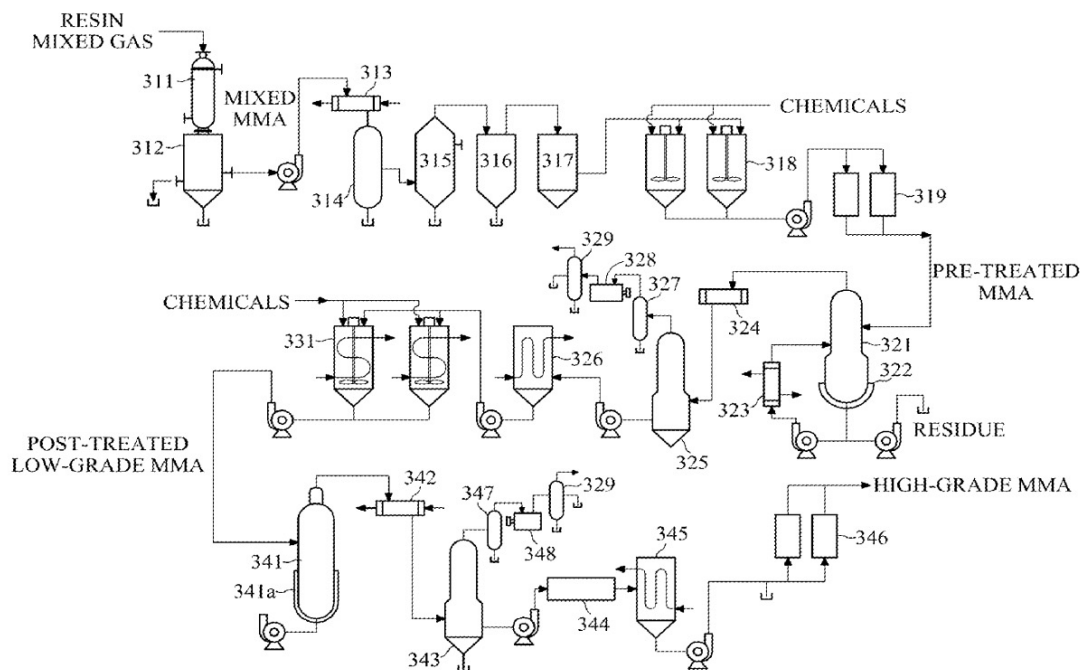 RESIN
MIXED GAS
311
312
MIXED
MMA
313
314
315
316
317
CHEMICALS
318
319
PRE-TREATED
MMA
329
328
327
324
321
322
323
RESIDUE
CHEMICALS
331
326
325
POST-TREATED
LOW-GRADE MMA
342
347
329
348
341
341a
343
344
345
HIGH-GRADE MMA
346